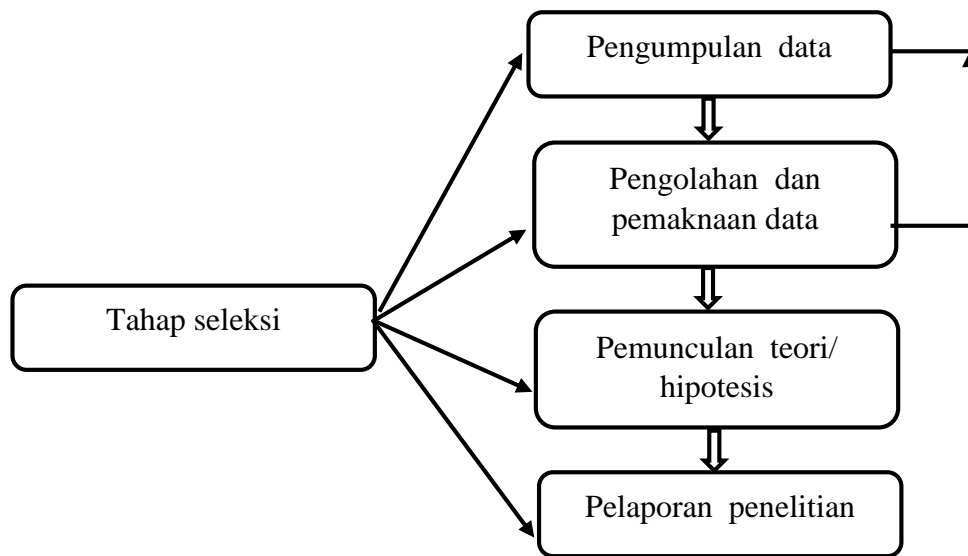 Pengumpulan data
Pengolahan dan
pemaknaan data
Tahap seleksi
Pemunculan teori/
hipotesis
Pelaporan penelitian